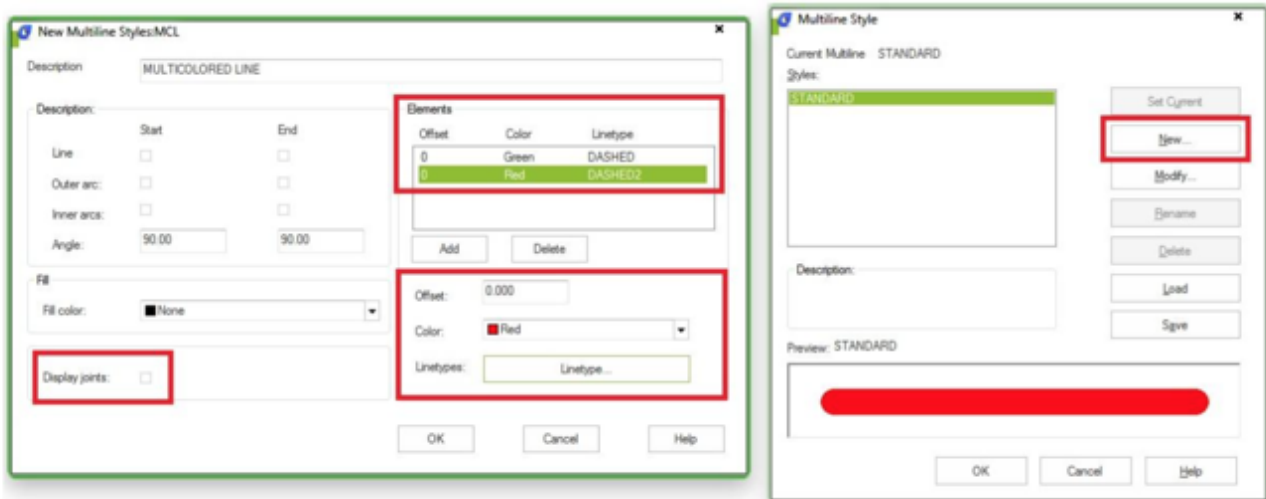 New Multiline Styles:MCL
Description MULTICOLORED LINE
Description:
Start End
Line
Outer arc:
Inner arcs:
Angle: 90.00 90.00
Fill
Fill color: None
Display joints:
Elements
Offset Color Linetype
0 Green DASHED
0 Red DASHED2
Add Delete
Offset: 0.000
Color: Red
Linetypes: Linetype...
OK Cancel Help
Multiline Style
Current Multiline STANDARD
Styles:
STANDARD
Set Current
New...
Modify...
Rename
Delete
Load
Save
Description:
Preview: STANDARD
OK Cancel Help